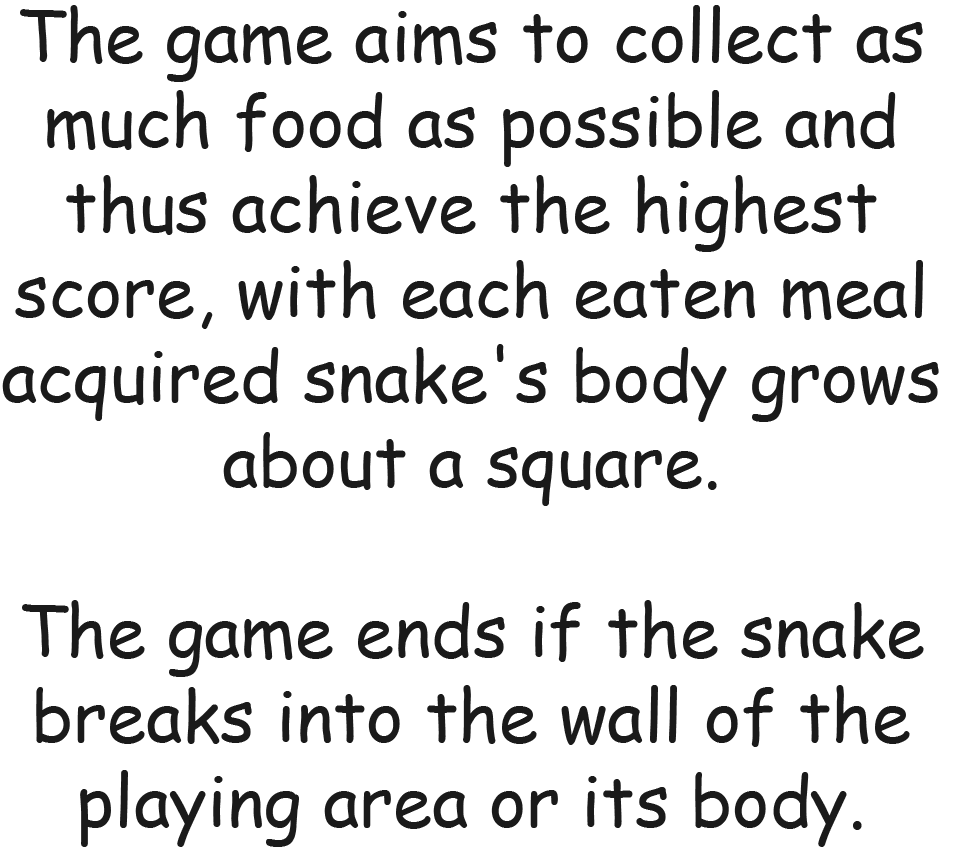 The game aims to collect as
much food as possible and
thus achieve the highest
score, with each eaten meal
acquired snake's body grows
about a square.
The game ends if the snake
breaks into the wall of the
playing area or its body.